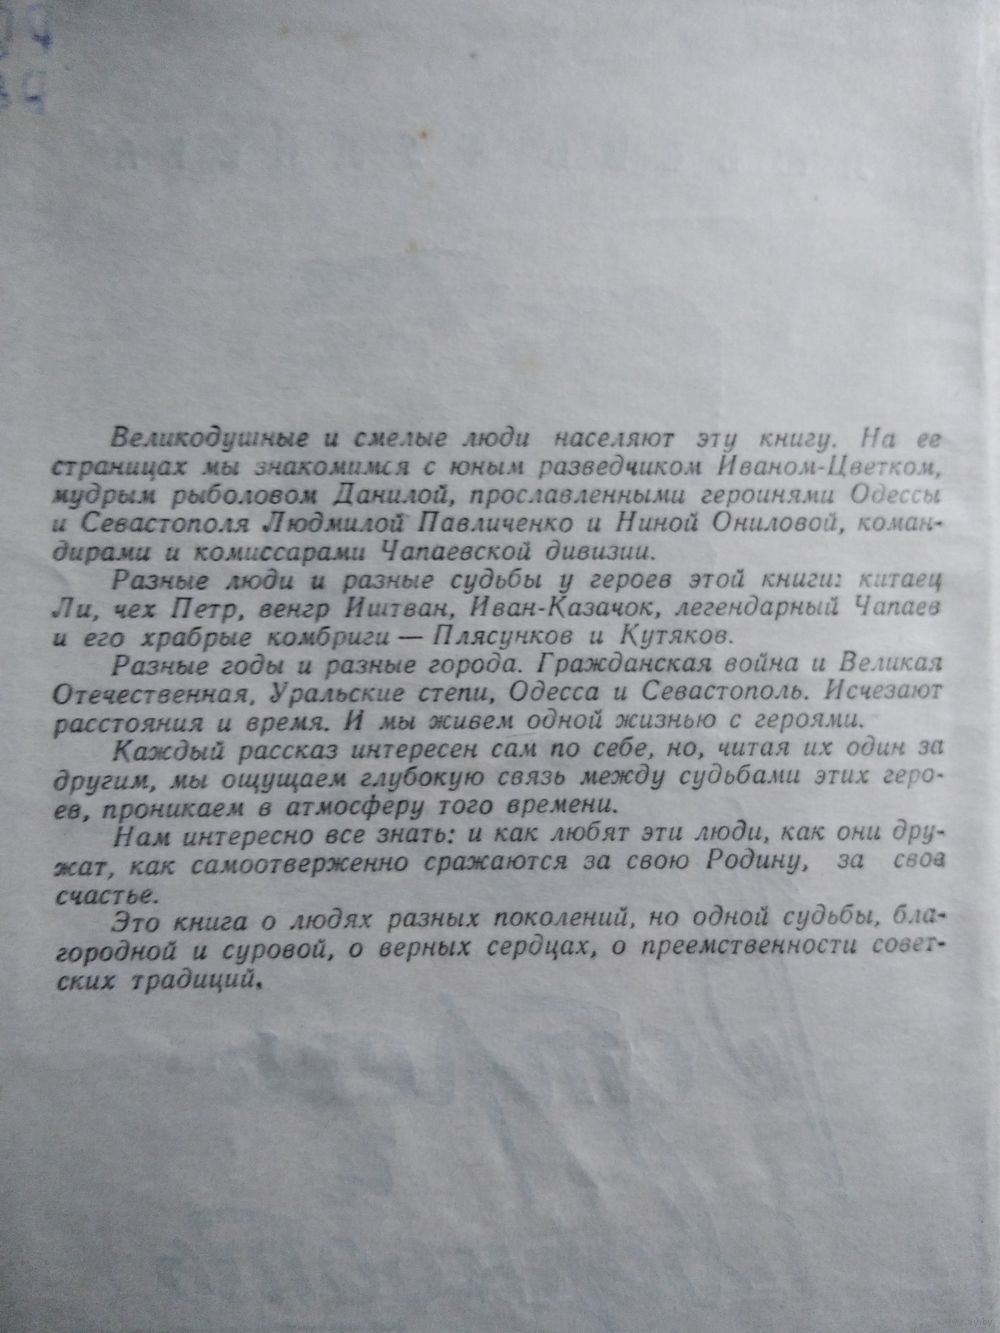 Великодушные и смелые люди населяют эту книгу. На ее
страницах мы знакомимся с юным разведчиком Иваном-Цветком,
мудрым рыболовом Данилой, прославленными героинями Одессы
и Севастополя Людмилой Павличенко и Ниной Ониловой, коман-
дирами и комиссарами Чапаевской дивизии.
Разные люди и разные судьбы у героев этой книги: китаец
Ли, чех Петр, венгр Иштван, Иван-Казачок, легендарный Чапаев
и его храбрые комбриги — Плясунков и Кутяков.
Разные годы и разные города. Гражданская война и Великая
Отечественная, Уральские степи, Одесса и Севастополь. Исчезают
расстояния и время. И мы живем одной жизнью с героями.
Каждый рассказ интересен сам по себе, но, читая их один за
другим, мы ощущаем глубокую связь между судьбами этих геро-
ев, проникаем в атмосферу того времени.
Нам интересно все знать: и как любят эти люди, как они дру-
жат, как самоотверженно сражаются за свою Родину, за свое
счастье.
Это книга о людях разных поколений, но одной судьбы, бла-
городной и суровой, о верных сердцах, о преемственности совет-
ских традиций.